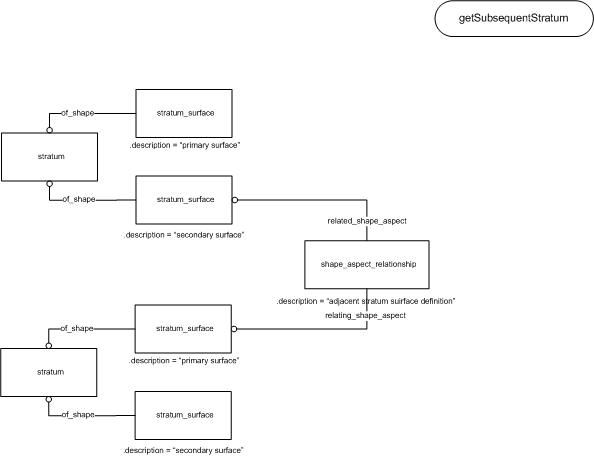 getSubsequentStratum
of_shape
stratum_surface
.description = "primary surface"
stratum
of_shape
stratum_surface
.description = "secondary surface"
related_shape_aspect
shape_aspect_relationship
.description = "adjacent stratum suirface definition"
relating_shape_aspect
of_shape
stratum_surface
.description = "primary surface"
stratum
of_shape
stratum_surface
.description = "secondary surface"